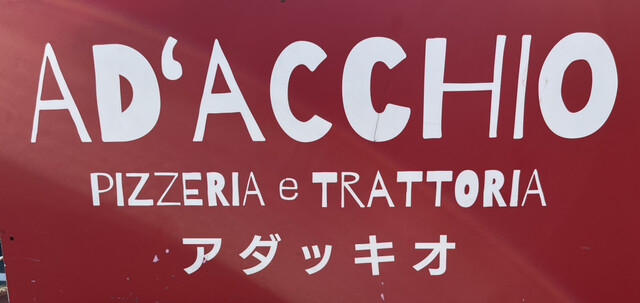 AD'ACCHIO
PIZZERIA e TRATTORIA
アダッキオ